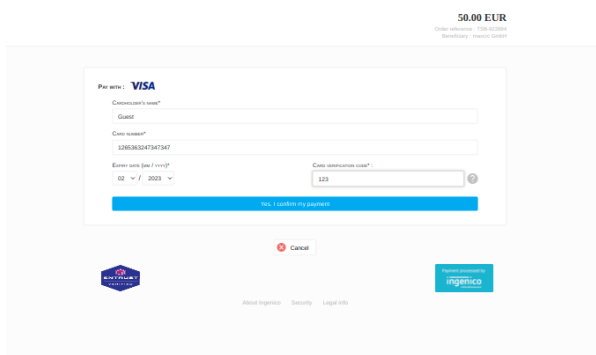 50.00 EUR
Order reference :
Beneficiary :
Pay with : VISA
Cardholder's name*
Guest
Card number*
1265363247347347
Expiry date (mm / yyyy)*
Card verification code* :
02 / 2023
123
?
Yes, I confirm my payment
Cancel
ENTRUST
Payment processed by
ingenico
About Ingenico Security Legal info